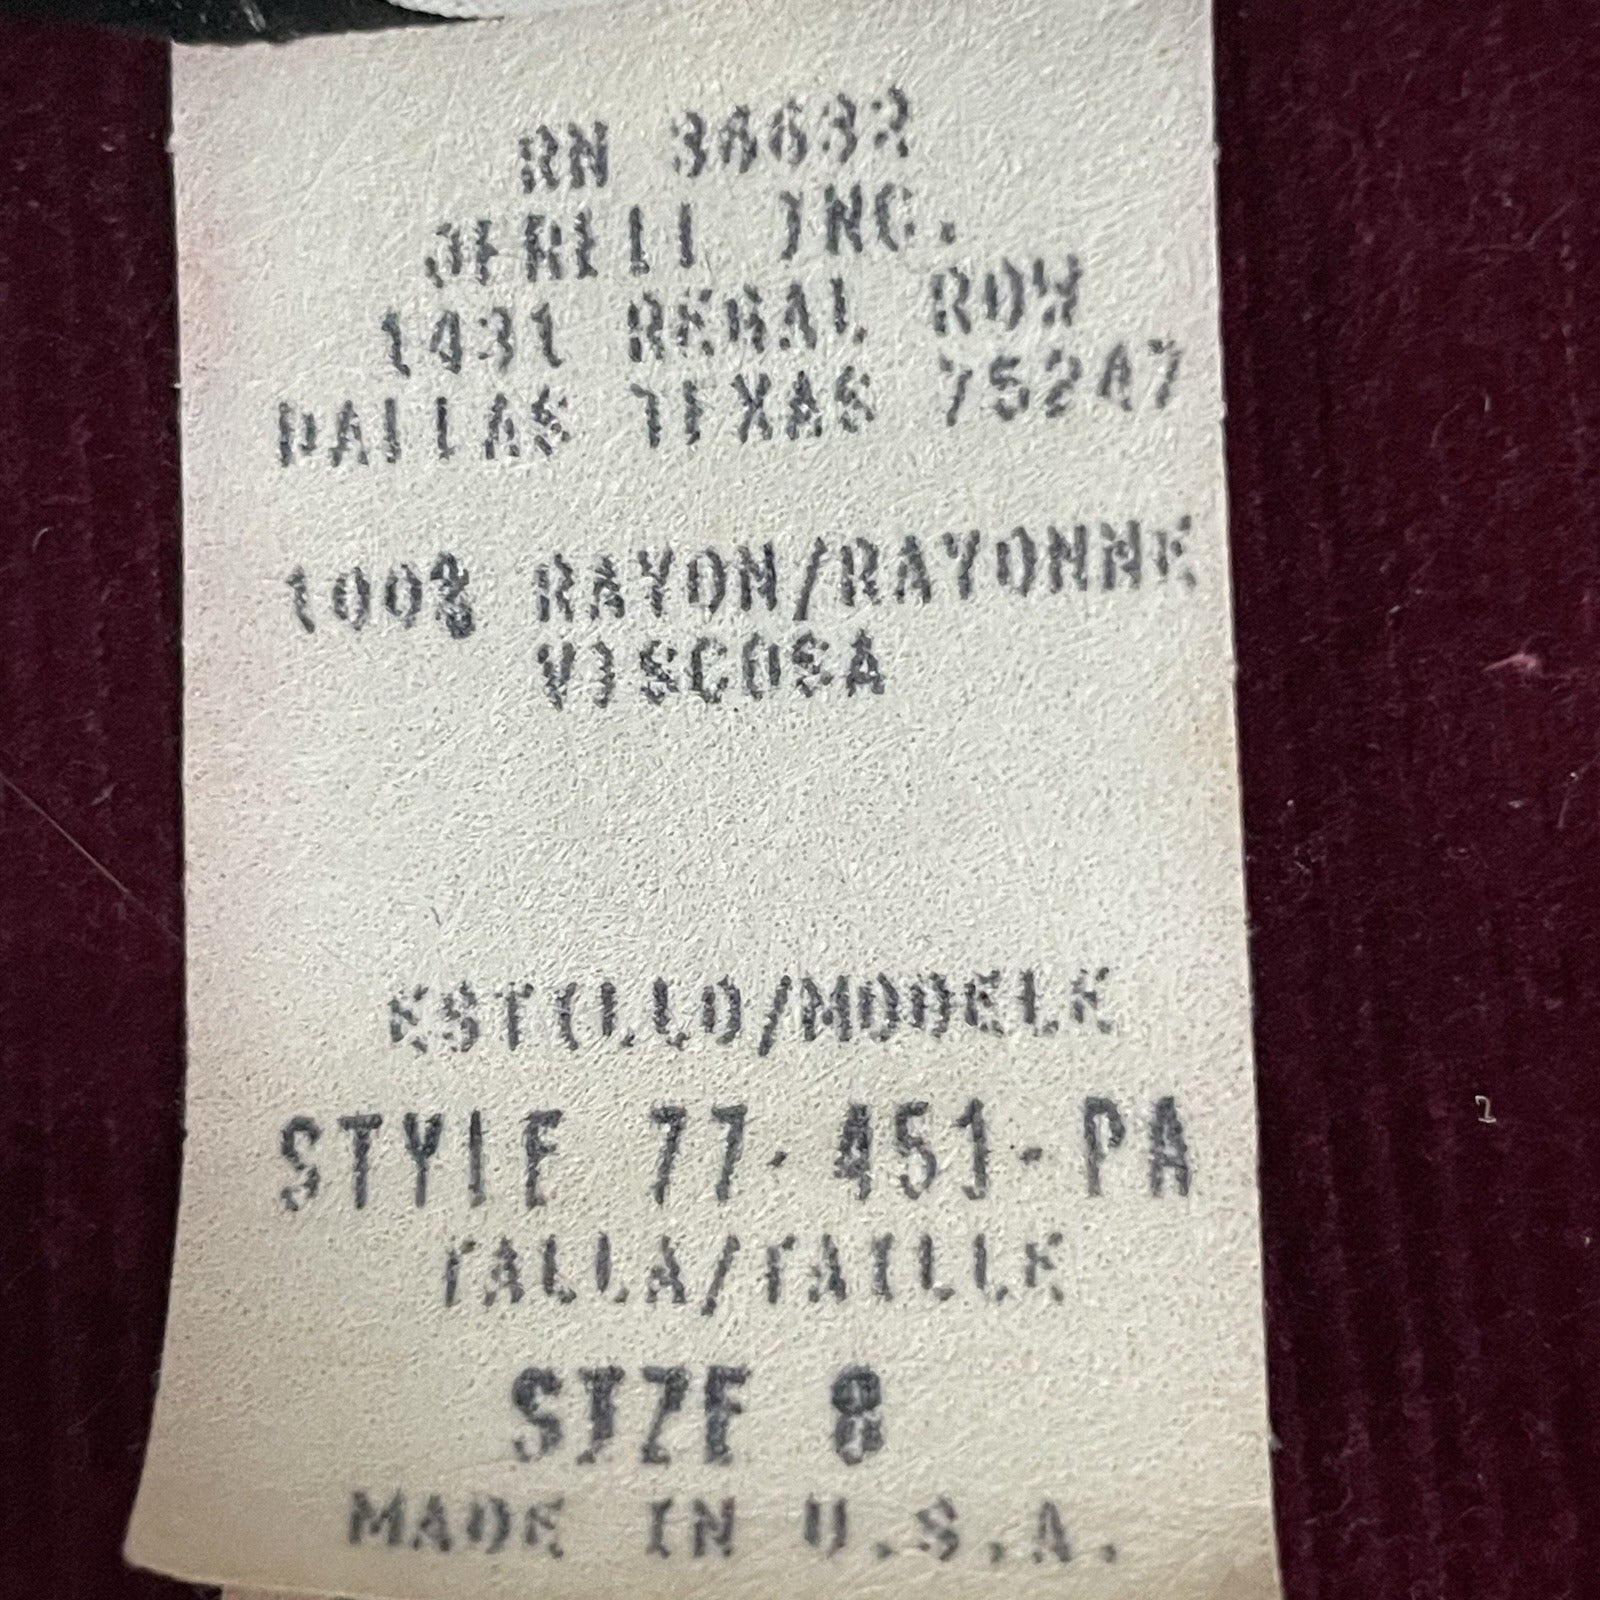 RN 36632
JERELL INC.
1431 REGAL ROW
DALLAS TEXAS 75247
100% RAYON/RAYONNE
VISCOSA
ESTILLO/MODELE
STYLE 77-451-PA
TALLA/TAILLE
SIZE 8
MADE IN U.S.A.